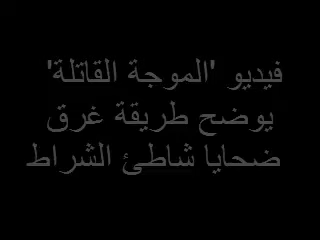 فيديو 'الموجة القاتلة'
يوضح طريقة غرق
ضحايا شاطئ الشراط